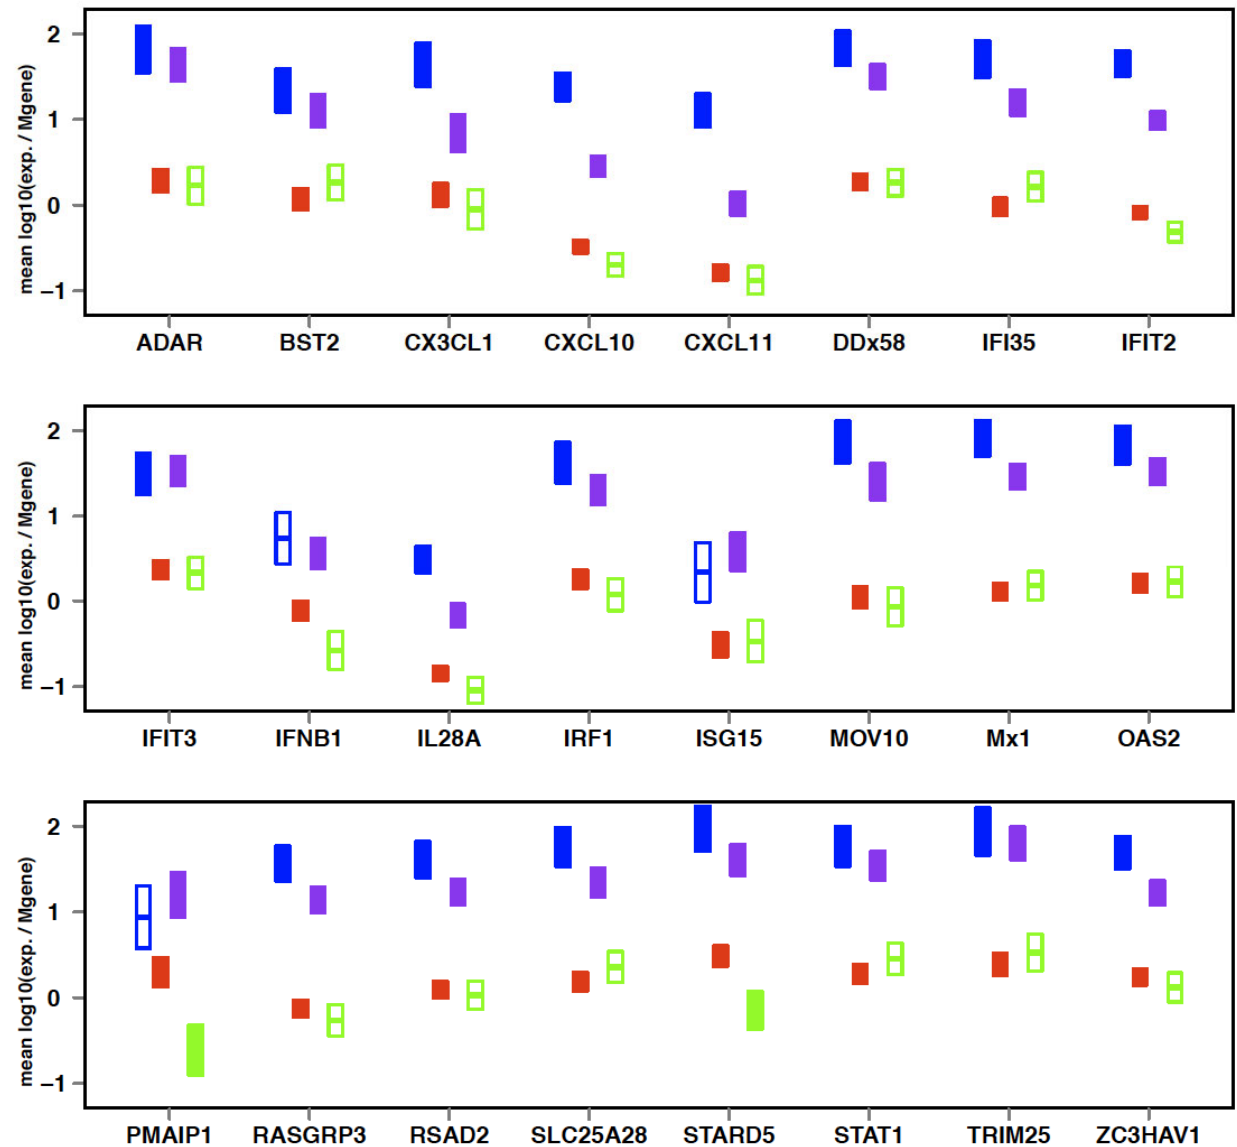 mean log10(exp. / Mgene)
2
1
0
−1
ADAR BST2 CX3CL1 CXCL10 CXCL11 DDx58 IFI35 IFIT2
mean log10(exp. / Mgene)
2
1
0
−1
IFIT3 IFNB1 IL28A IRF1 ISG15 MOV10 Mx1 OAS2
mean log10(exp. / Mgene)
2
1
0
−1
PMAIP1 RASGRP3 RSAD2 SLC25A28 STARD5 STAT1 TRIM25 ZC3HAV1